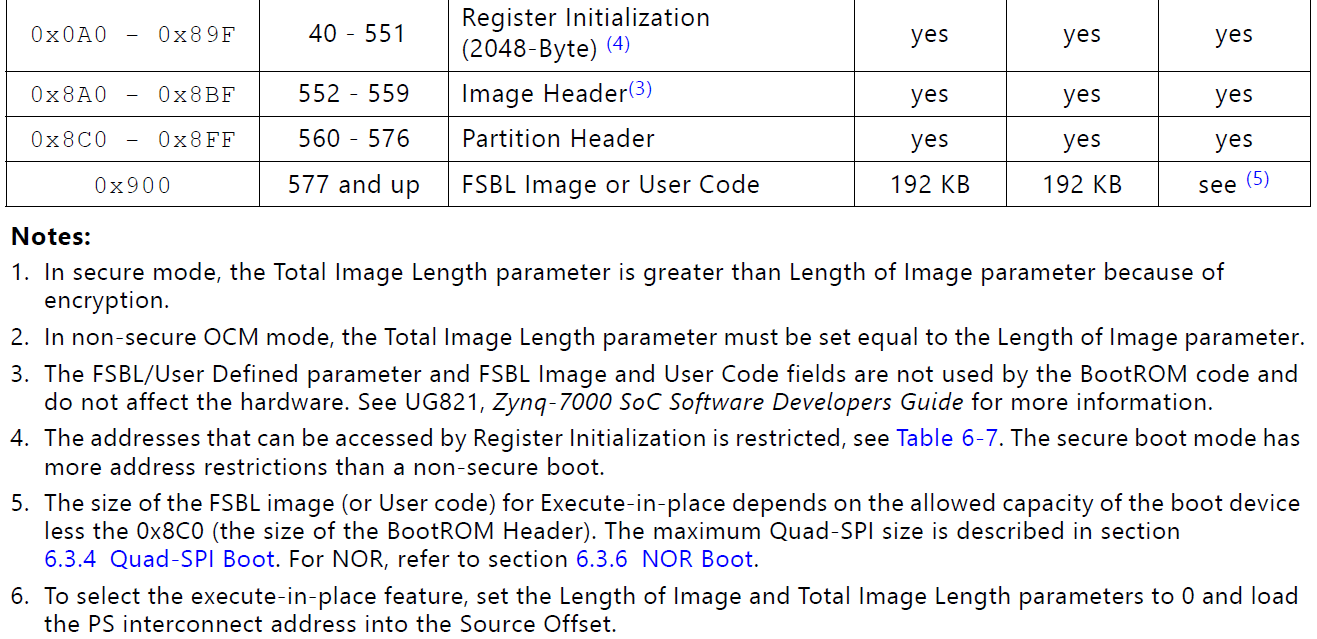 0x0A0 - 0x89F 40 - 551 Register Initialization (2048-Byte) (4) yes yes yes
0x8A0 - 0x8BF 552 - 559 Image Header(3) yes yes yes
0x8C0 - 0x8FF 560 - 576 Partition Header yes yes yes
0x900 577 and up FSBL Image or User Code 192 KB 192 KB see (5)
Notes:
1. In secure mode, the Total Image Length parameter is greater than Length of Image parameter because of
encryption.
2. In non-secure OCM mode, the Total Image Length parameter must be set equal to the Length of Image parameter.
3. The FSBL/User Defined parameter and FSBL Image and User Code fields are not used by the BootROM code and
do not affect the hardware. See UG821, Zynq-7000 SoC Software Developers Guide for more information.
4. The addresses that can be accessed by Register Initialization is restricted, see Table 6-7. The secure boot mode has
more address restrictions than a non-secure boot.
5. The size of the FSBL image (or User code) for Execute-in-place depends on the allowed capacity of the boot device
less the 0x8C0 (the size of the BootROM Header). The maximum Quad-SPI size is described in section
6.3.4 Quad-SPI Boot. For NOR, refer to section 6.3.6 NOR Boot.
6. To select the execute-in-place feature, set the Length of Image and Total Image Length parameters to 0 and load
the PS interconnect address into the Source Offset.